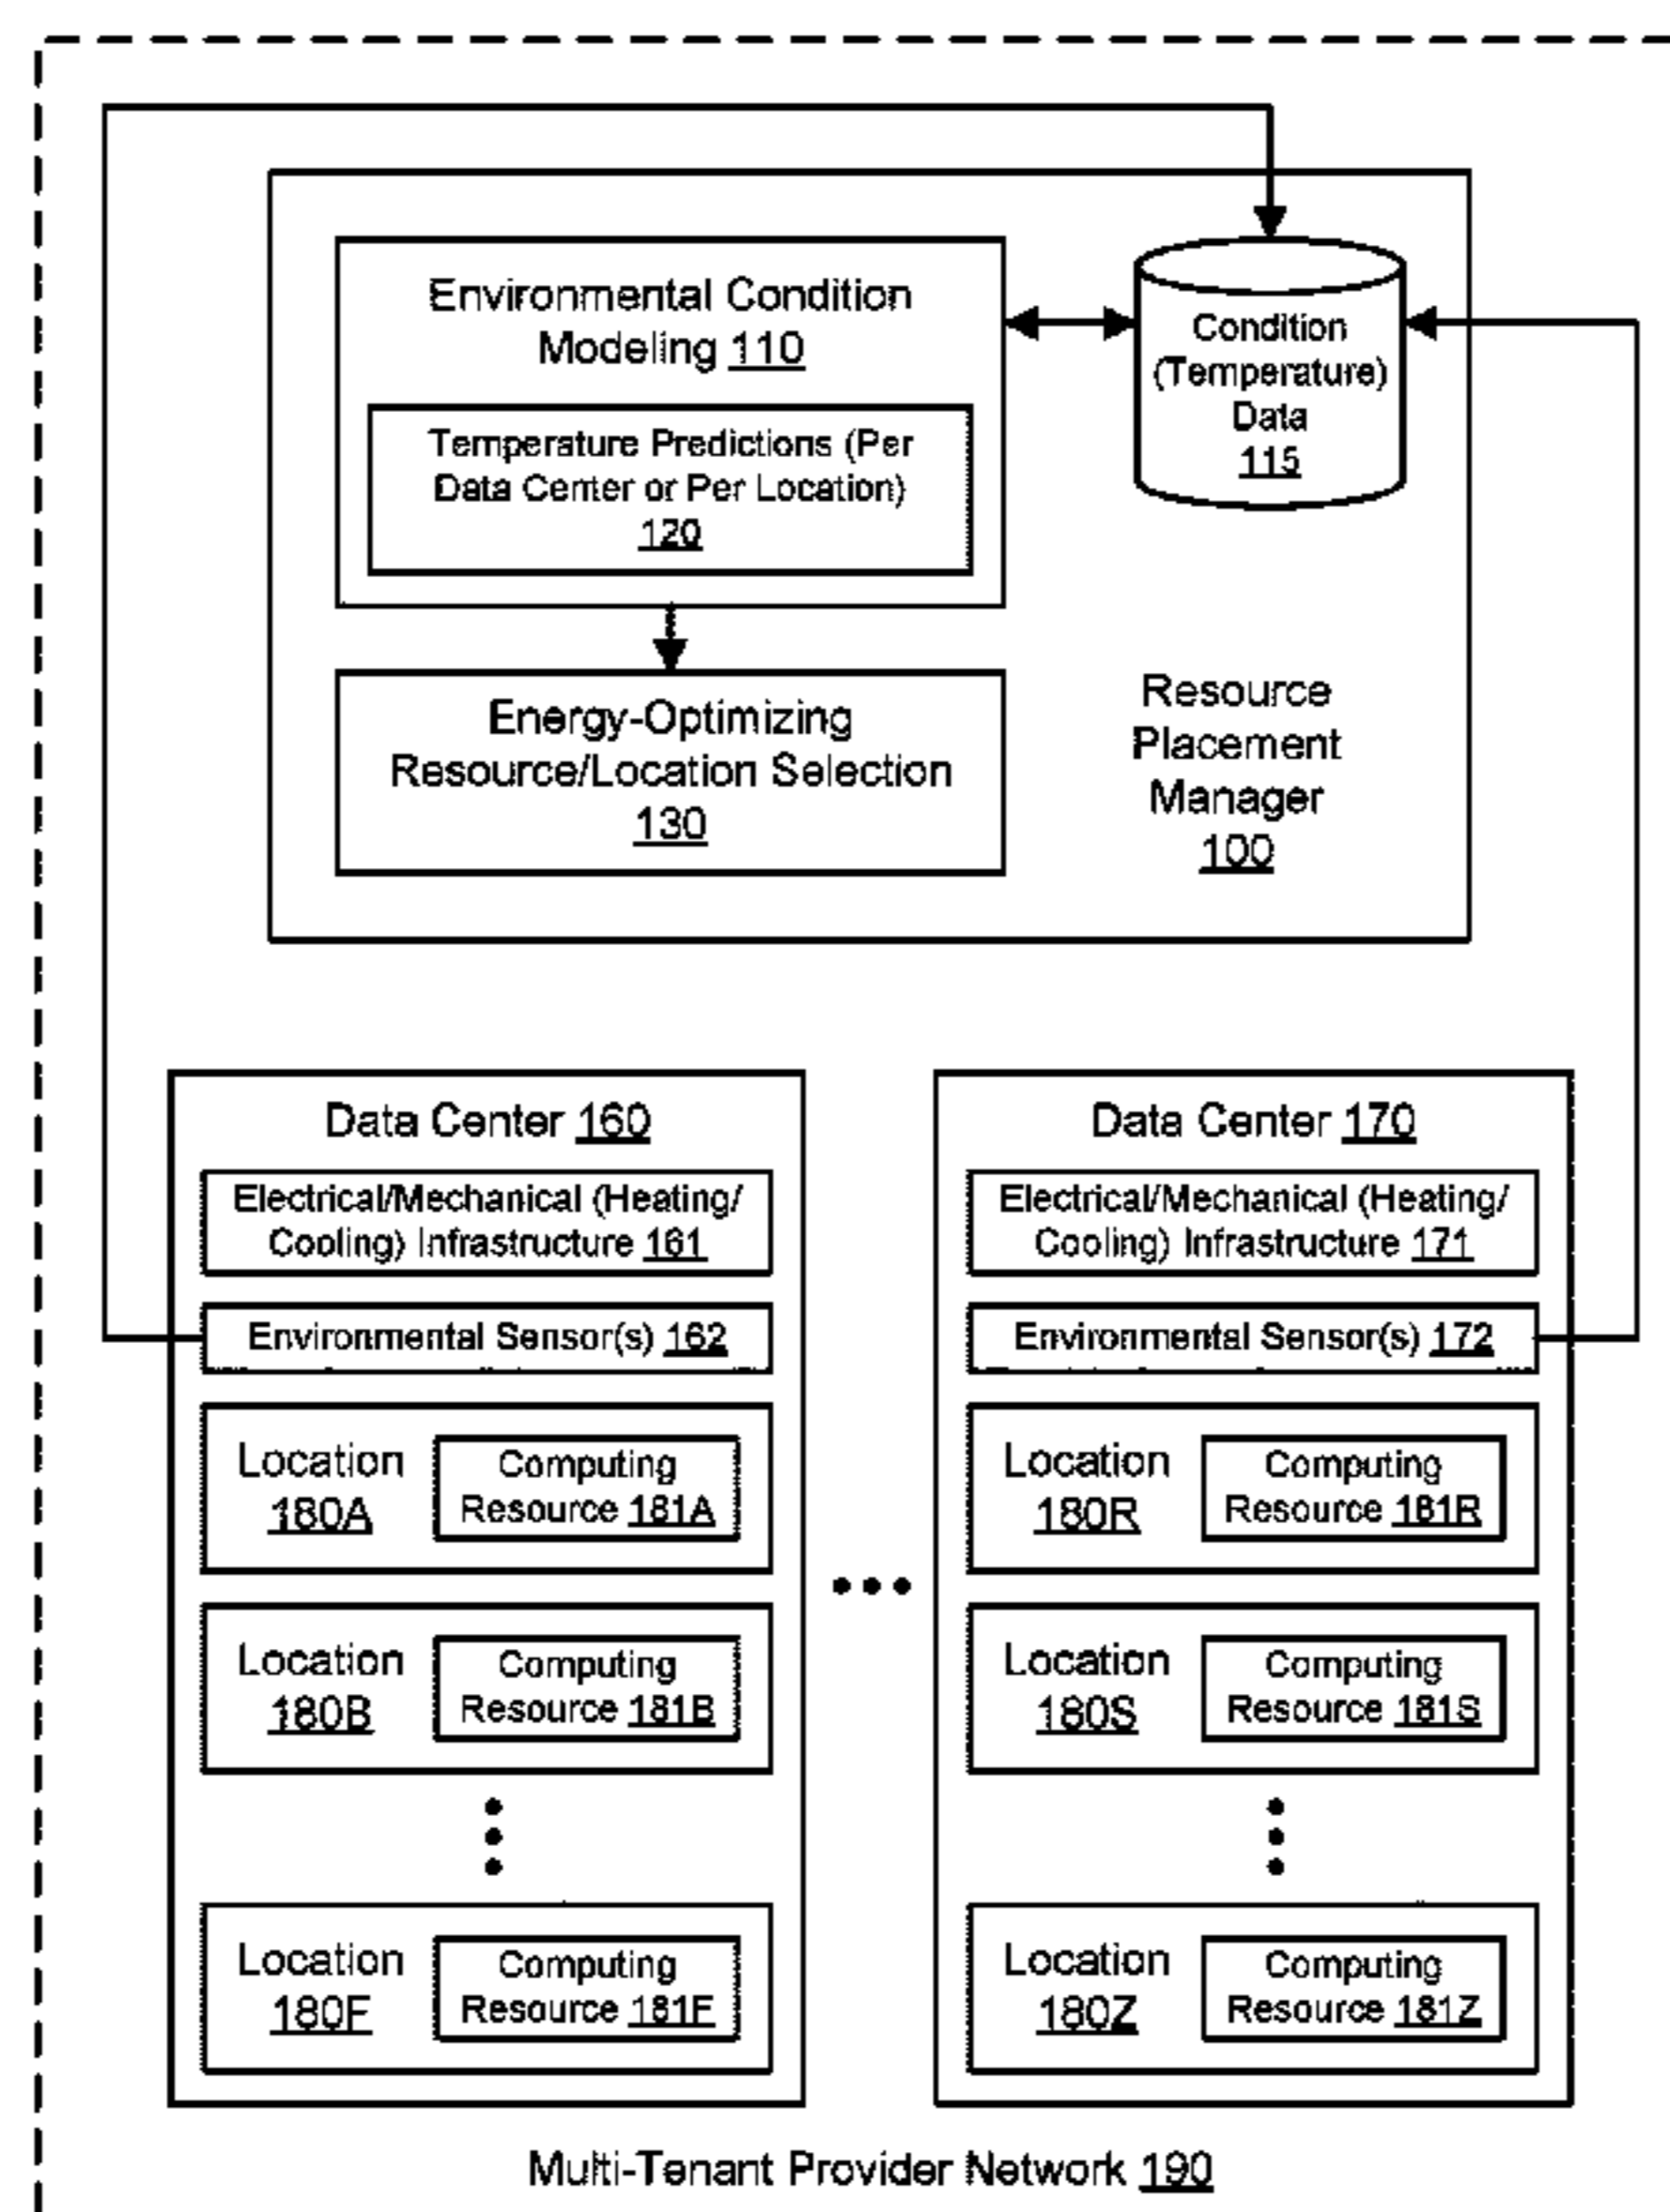 Environmental Condition
Modeling 110
Temperature Predictions (Per
Data Center or Per Location)
120
Condition
(Temperature)
Data
115
Energy-Optimizing
Resource/Location Selection
130
Resource
Placement
Manager
100
Data Center 160
Electrical/Mechanical (Heating/
Cooling) Infrastructure 161
Environmental Sensor(s) 162
Location
180A
Computing
Resource 181A
Location
180B
Computing
Resource 181B
Location
180F
Computing
Resource 181F
Data Center 170
Electrical/Mechanical (Heating/
Cooling) Infrastructure 171
Environmental Sensor(s) 172
Location
180R
Computing
Resource 181R
Location
180S
Computing
Resource 181S
Location
180Z
Computing
Resource 181Z
Multi-Tenant Provider Network 190